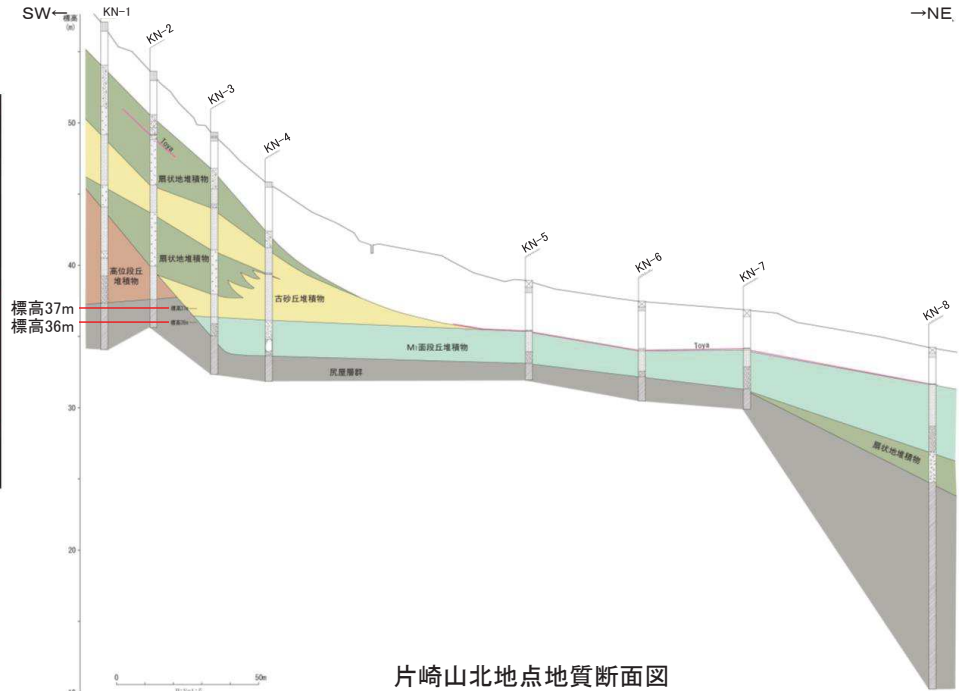 SW←
標高
(m)
KN-1
→NE
KN-2
KN-3
50
Toya
KN-4
扇状地堆積物
KN-5
40
扇状地堆積物
KN-6
高位段丘
堆積物
KN-7
古砂丘堆積物
標高37m
標高36m
KN-8
M₁面段丘堆積物
Toya
尻屋層群
30
扇状地堆積物
20
0
50m
片崎山北地点地質断面図